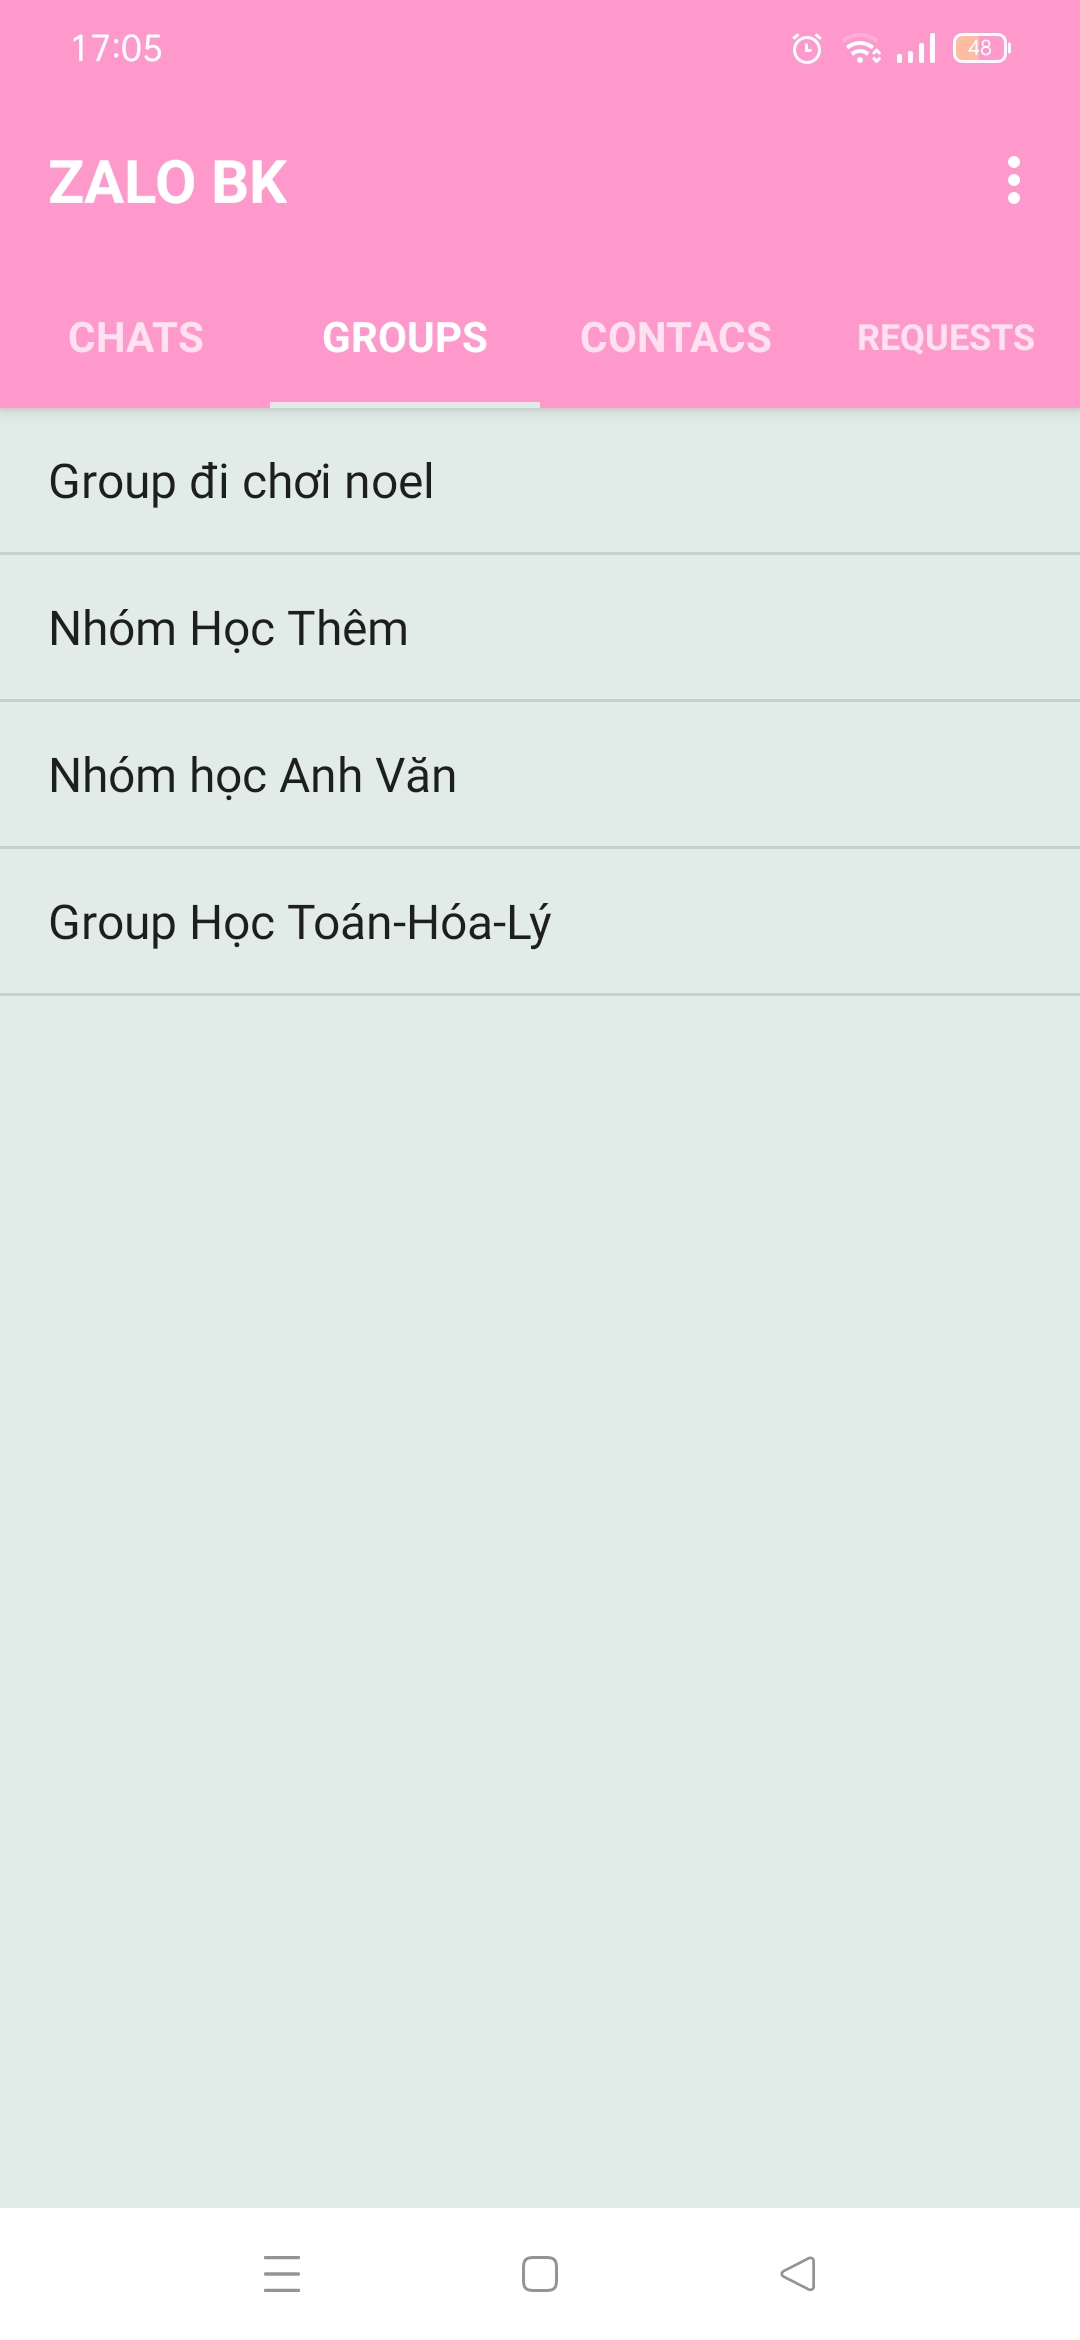 17:05
48
ZALO BK
CHATS GROUPS CONTACS REQUESTS
Group đi chơi noel
Nhóm Học Thêm
Nhóm học Anh Văn
Group Học Toán-Hóa-Lý